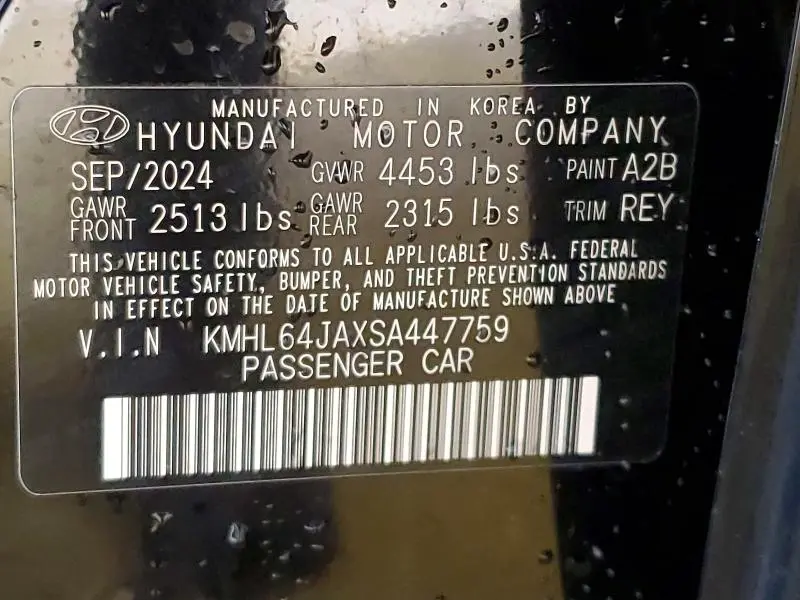 MANUFACTURED IN KOREA BY
HYUNDAI MOTOR COMPANY
SEP/2024 GVWR 4453 lbs PAINT A2B
GAWR FRONT 2513 lbs GAWR REAR 2315 lbs TRIM REY
THIS VEHICLE CONFORMS TO ALL APPLICABLE U.S.A. FEDERAL
MOTOR VEHICLE SAFETY, BUMPER, AND THEFT PREVENTION STANDARDS
IN EFFECT ON THE DATE OF MANUFACTURE SHOWN ABOVE
V.I.N KMHL64JAXSA447759
PASSENGER CAR